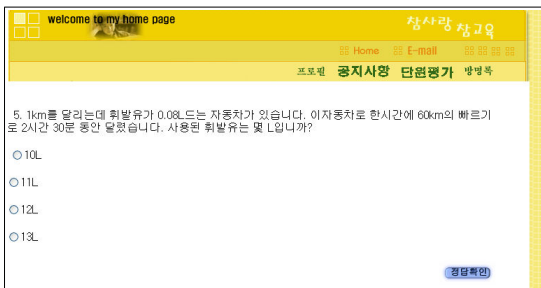 welcome to my home page
참사랑 참교육
Home E-mail
프로필 공지사항 단원평가 방명록
5. 1km를 달리는데 휘발유가 0.08L드는 자동차가 있습니다. 이자동차로 한시간에 60km의 빠르기
로 2시간 30분 동안 달렸습니다. 사용된 휘발유는 몇 L입니까?
10L
11L
12L
13L
정답확인